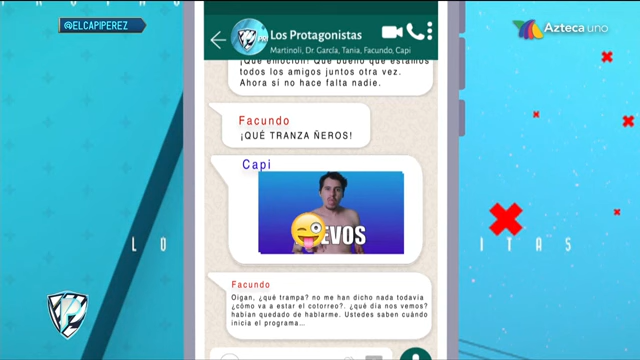 @ELCAPIPEREZ
Azteca uno
Los Protagonistas
Martinoli, Dr. García, Tania, Facundo, Capi
¡Qué emoción! Qué bueno que estamos
todos los amigos juntos otra vez.
Ahora sí no hace falta nadie.
Facundo
¡QUÉ TRANZA ÑEROS!
Capi
EVOS
Facundo
Oigan, ¿qué trampa? no me han dicho nada todavía
¿cómo va a estar el cotorreo?. ¿qué día nos vemos?
habían quedado de hablarme. Ustedes saben cuándo
inicia el programa...
L O
I T A S